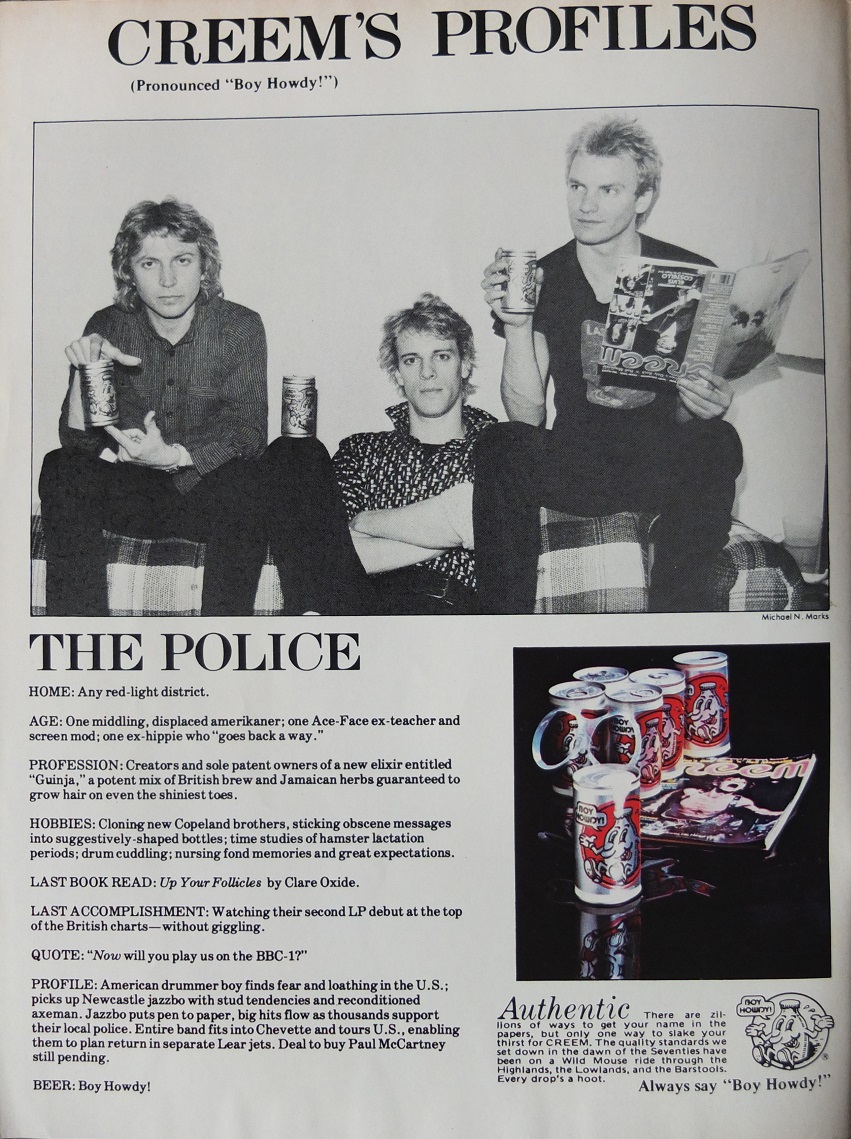 CREEM'S PROFILES
(Pronounced “Boy Howdy!”)
ELVIS
COSTELLO
creem
Michael N. Marks
THE POLICE
HOME: Any red-light district.
AGE: One middling, displaced amerikaner; one Ace-Face ex-teacher and
screen mod; one ex-hippie who “goes back a way.”
PROFESSION: Creators and sole patent owners of a new elixir entitled
“Guinja,” a potent mix of British brew and Jamaican herbs guaranteed to
grow hair on even the shiniest toes.
HOBBIES: Cloning new Copeland brothers, sticking obscene messages
into suggestively-shaped bottles; time studies of hamster lactation
periods; drum cuddling; nursing fond memories and great expectations.
LAST BOOK READ: Up Your Follicles by Clare Oxide.
LAST ACCOMPLISHMENT: Watching their second LP debut at the top
of the British charts—without giggling.
QUOTE: “Now will you play us on the BBC-1?”
PROFILE: American drummer boy finds fear and loathing in the U.S.;
picks up Newcastle jazzbo with stud tendencies and reconditioned
axeman. Jazzbo puts pen to paper, big hits flow as thousands support
their local police. Entire band fits into Chevette and tours U.S., enabling
them to plan return in separate Lear jets. Deal to buy Paul McCartney
still pending.
BEER: Boy Howdy!
BOY
HOWDY!
creem
BOY
HOWDY!
Authentic There are zil-
lions of ways to get your name in the
papers, but only one way to slake your
thirst for CREEM. The quality standards we
set down in the dawn of the Seventies have
been on a Wild Mouse ride through the
Highlands, the Lowlands, and the Barstools.
Every drop's a hoot.
BOY
HOWDY!
®
Always say “Boy Howdy!”